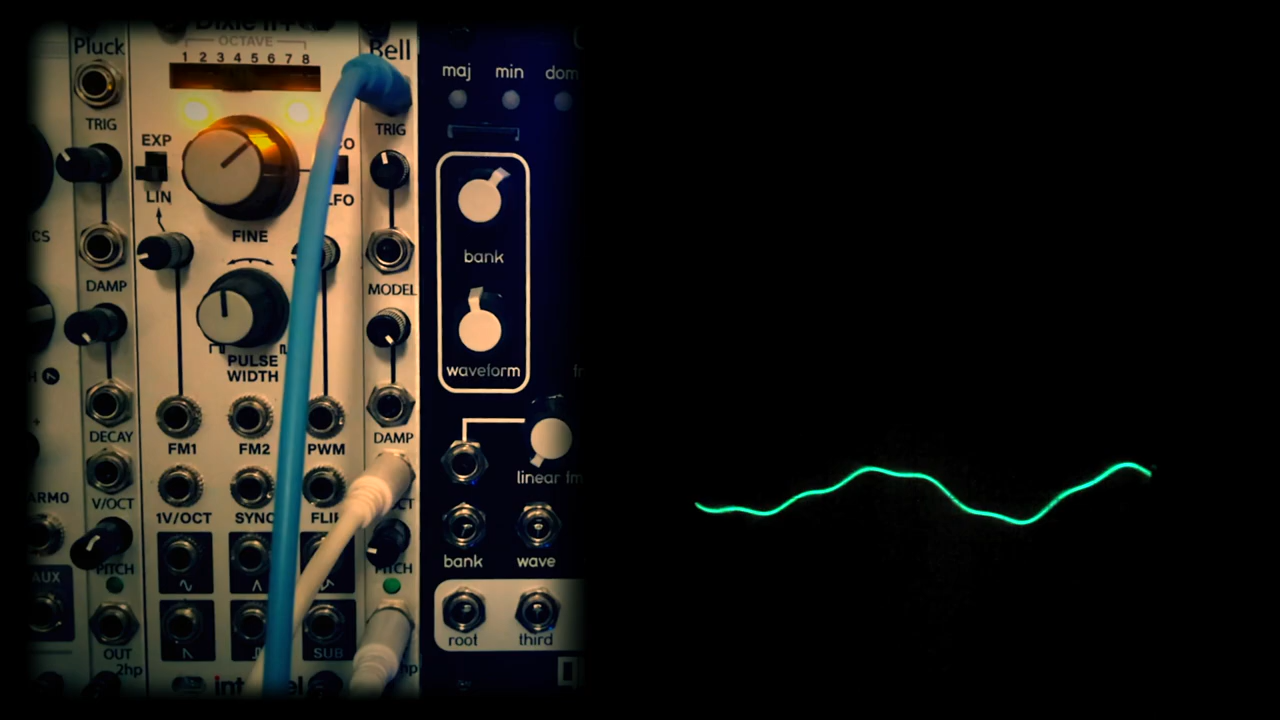 Pluck
TRIG
DAMP
DECAY
V/OCT
PITCH
OUT
2hp
AUX
OCTAVE
1 2 3 4 5 6 7 8
EXP
LIN
LFO
FINE
PULSE
WIDTH
FM1 FM2 PWM
1V/OCT SYNC
SUB
Bell
TRIG
MODEL
DAMP
maj min dom
bank
waveform
linear fm
bank wave
root third